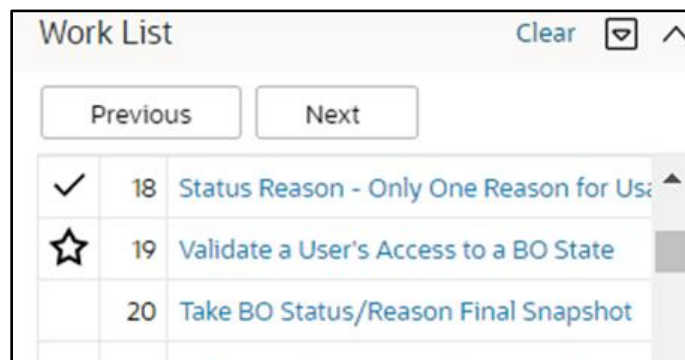 Work List Clear
Previous Next
18 Status Reason - Only One Reason for
19 Validate a User's Access to a BO State
20 Take BO Status/Reason Final Snapshot